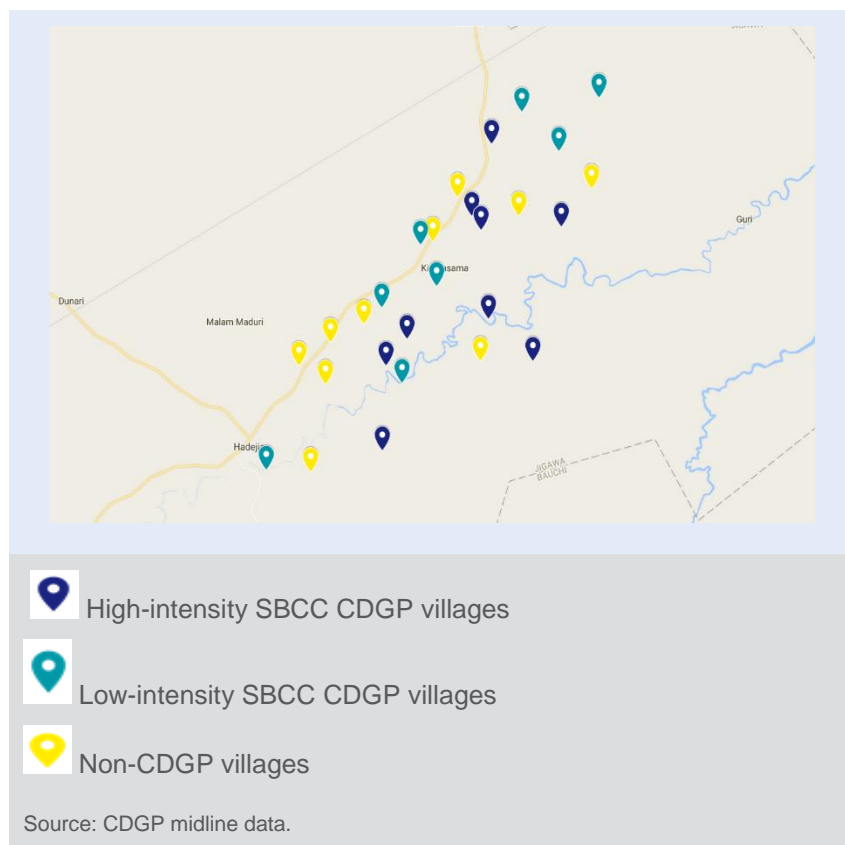 Guri
Dunari
Malam Maduri
JIGAWA
BAUCHI
High-intensity SBCC CDGP villages
Low-intensity SBCC CDGP villages
Non-CDGP villages
Source: CDGP midline data.